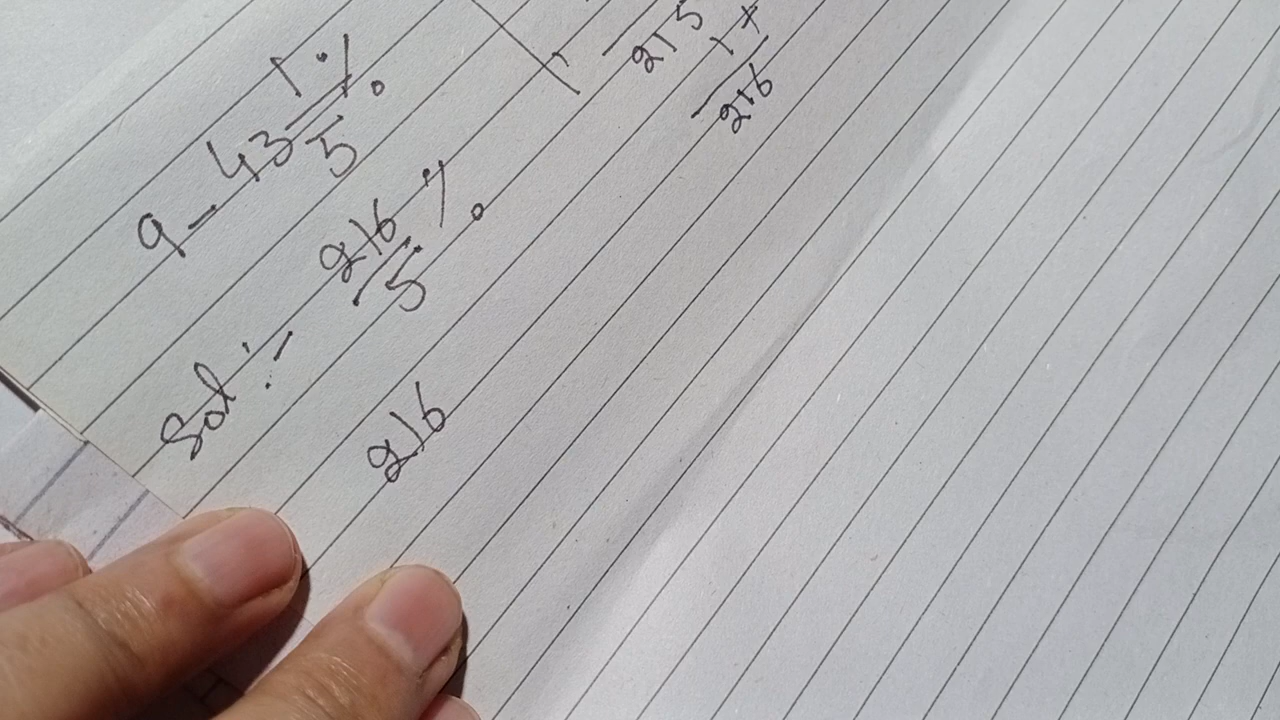 215
1+
216
9- 43 1/5 %
Sol:- 216/5 %
216